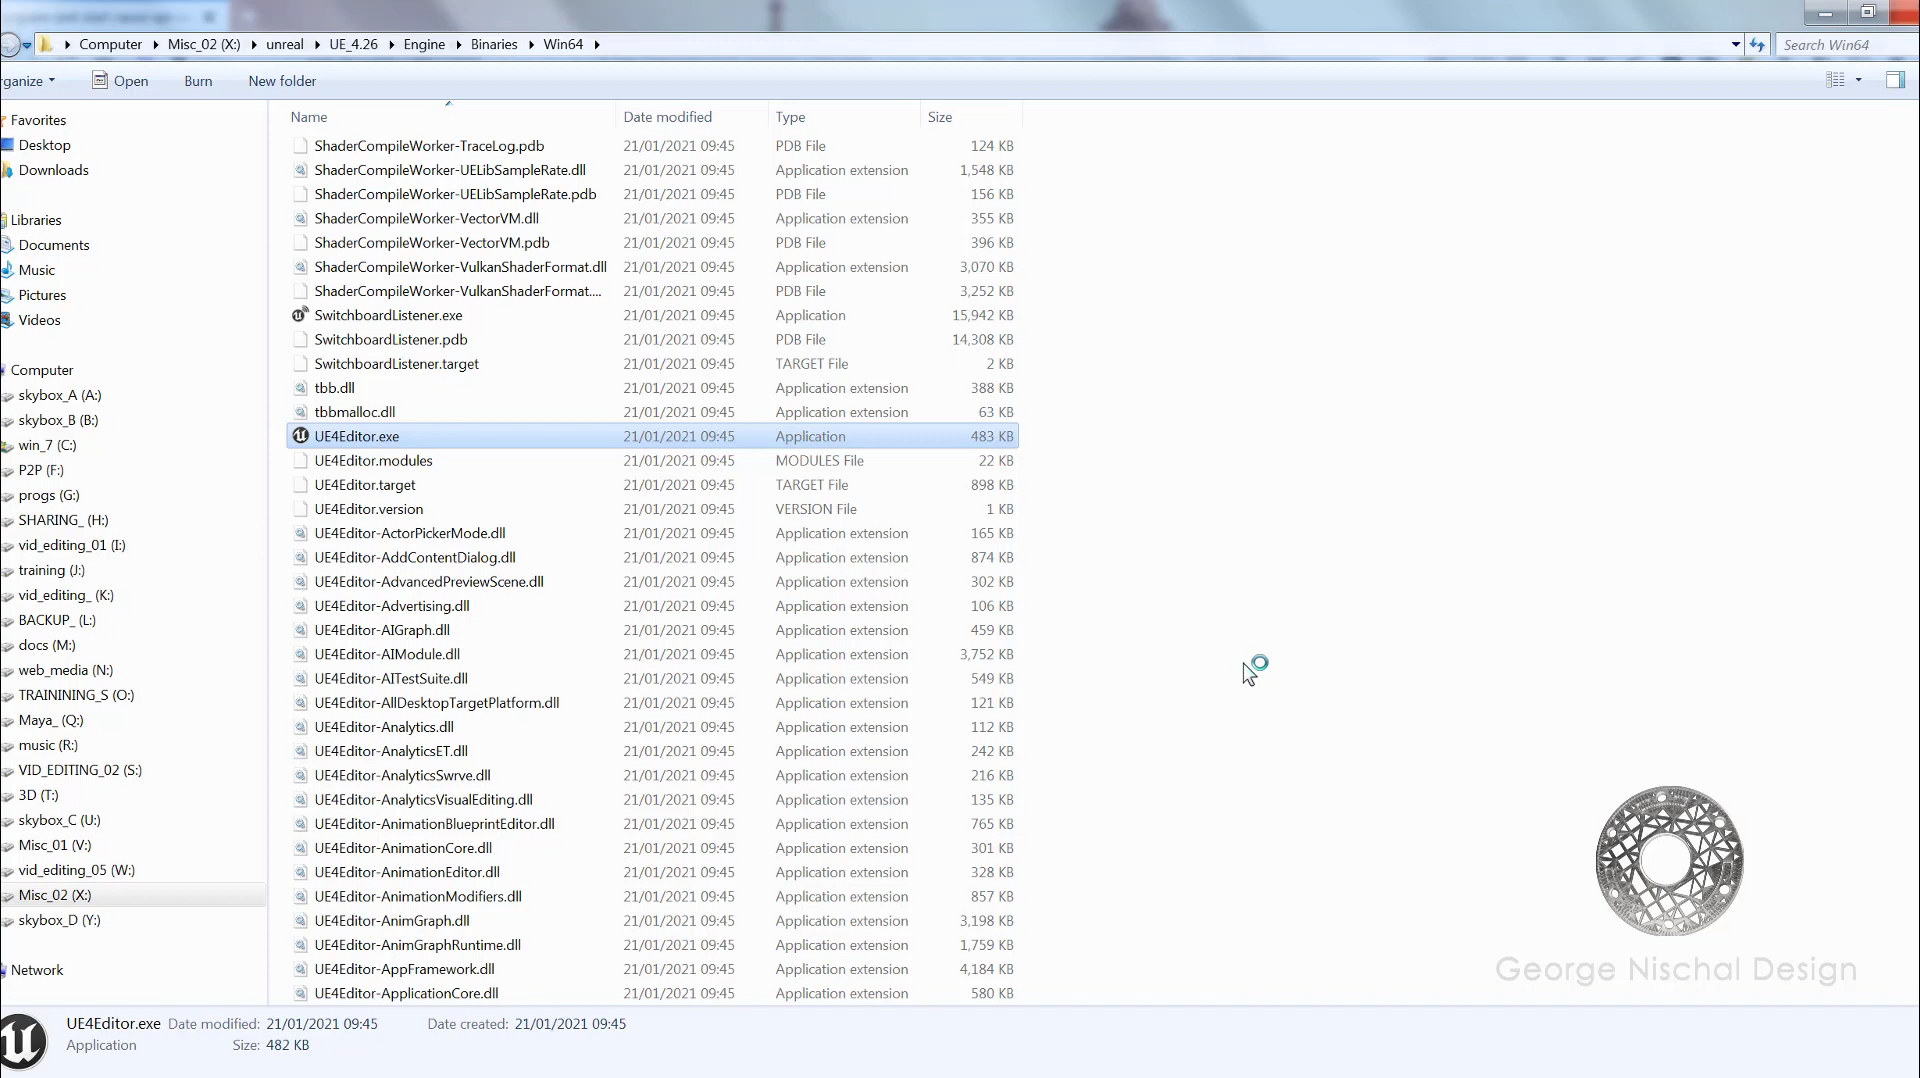 Computer Misc_02 (X:) unreal UE_4.26 Engine Binaries Win64
Search Win64
rganize Open Burn New folder
Name Date modified Type Size
Favorites
Desktop
Downloads
Libraries
Documents
Music
Pictures
Videos
Computer
skybox_A (A:)
skybox_B (B:)
win_7 (C:)
P2P (F:)
progs (G:)
SHARING_ (H:)
vid_editing_01 (I:)
training (J:)
vid_editing_ (K:)
BACKUP_ (L:)
docs (M:)
web_media (N:)
TRAININING_S (O:)
Maya_ (Q:)
music (R:)
VID_EDITING_02 (S:)
3D (T:)
skybox_C (U:)
Misc_01 (V:)
vid_editing_05 (W:)
Misc_02 (X:)
skybox_D (Y:)
Network
ShaderCompileWorker-TraceLog.pdb 21/01/2021 09:45 PDB File 124 KB
ShaderCompileWorker-UELibSampleRate.dll 21/01/2021 09:45 Application extension 1,548 KB
ShaderCompileWorker-UELibSampleRate.pdb 21/01/2021 09:45 PDB File 156 KB
ShaderCompileWorker-VectorVM.dll 21/01/2021 09:45 Application extension 355 KB
ShaderCompileWorker-VectorVM.pdb 21/01/2021 09:45 PDB File 396 KB
ShaderCompileWorker-VulkanShaderFormat.dll 21/01/2021 09:45 Application extension 3,070 KB
ShaderCompileWorker-VulkanShaderFormat.... 21/01/2021 09:45 PDB File 3,252 KB
SwitchboardListener.exe 21/01/2021 09:45 Application 15,942 KB
SwitchboardListener.pdb 21/01/2021 09:45 PDB File 14,308 KB
SwitchboardListener.target 21/01/2021 09:45 TARGET File 2 KB
tbb.dll 21/01/2021 09:45 Application extension 388 KB
tbbmalloc.dll 21/01/2021 09:45 Application extension 63 KB
UE4Editor.exe 21/01/2021 09:45 Application 483 KB
UE4Editor.modules 21/01/2021 09:45 MODULES File 22 KB
UE4Editor.target 21/01/2021 09:45 TARGET File 898 KB
UE4Editor.version 21/01/2021 09:45 VERSION File 1 KB
UE4Editor-ActorPickerMode.dll 21/01/2021 09:45 Application extension 165 KB
UE4Editor-AddContentDialog.dll 21/01/2021 09:45 Application extension 874 KB
UE4Editor-AdvancedPreviewScene.dll 21/01/2021 09:45 Application extension 302 KB
UE4Editor-Advertising.dll 21/01/2021 09:45 Application extension 106 KB
UE4Editor-AIGraph.dll 21/01/2021 09:45 Application extension 459 KB
UE4Editor-AIModule.dll 21/01/2021 09:45 Application extension 3,752 KB
UE4Editor-AITestSuite.dll 21/01/2021 09:45 Application extension 549 KB
UE4Editor-AllDesktopTargetPlatform.dll 21/01/2021 09:45 Application extension 121 KB
UE4Editor-Analytics.dll 21/01/2021 09:45 Application extension 112 KB
UE4Editor-AnalyticsET.dll 21/01/2021 09:45 Application extension 242 KB
UE4Editor-AnalyticsSwrve.dll 21/01/2021 09:45 Application extension 216 KB
UE4Editor-AnalyticsVisualEditing.dll 21/01/2021 09:45 Application extension 135 KB
UE4Editor-AnimationBlueprintEditor.dll 21/01/2021 09:45 Application extension 765 KB
UE4Editor-AnimationCore.dll 21/01/2021 09:45 Application extension 301 KB
UE4Editor-AnimationEditor.dll 21/01/2021 09:45 Application extension 328 KB
UE4Editor-AnimationModifiers.dll 21/01/2021 09:45 Application extension 857 KB
UE4Editor-AnimGraph.dll 21/01/2021 09:45 Application extension 3,198 KB
UE4Editor-AnimGraphRuntime.dll 21/01/2021 09:45 Application extension 1,759 KB
UE4Editor-AppFramework.dll 21/01/2021 09:45 Application extension 4,184 KB
UE4Editor-ApplicationCore.dll 21/01/2021 09:45 Application extension 580 KB
George Nischal Design
UE4Editor.exe Date modified: 21/01/2021 09:45 Date created: 21/01/2021 09:45
Application Size: 482 KB